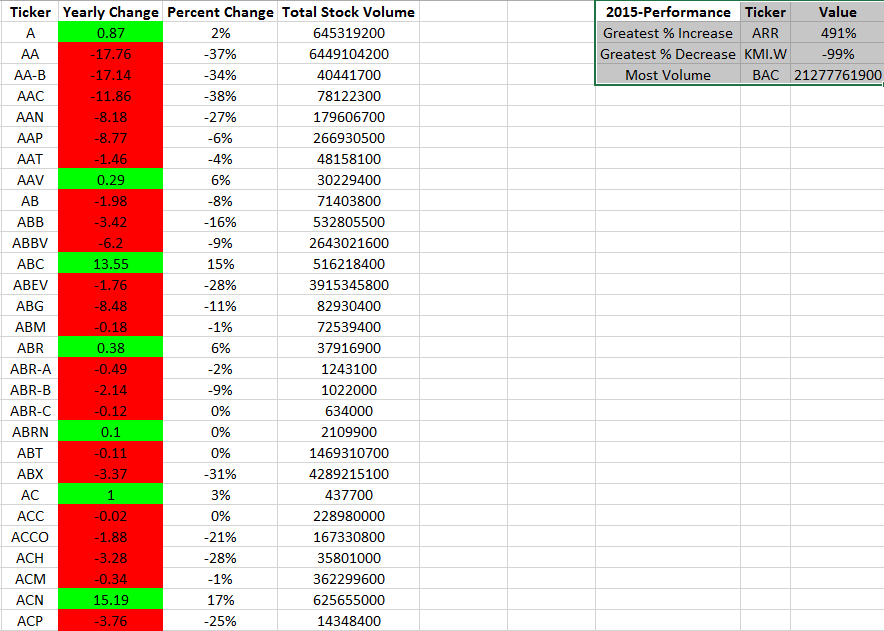 Ticker Yearly Change Percent Change Total Stock Volume 2015-Performance Ticker Value
A 0.87 2% 645319200 Greatest % Increase ARR 491%
AA -17.76 -37% 6449104200 Greatest % Decrease KMI.W -99%
AA-B -17.14 -34% 40441700 Most Volume BAC 21277761900
AAC -11.86 -38% 78122300
AAN -8.18 -27% 179606700
AAP -8.77 -6% 266930500
AAT -1.46 -4% 48158100
AAV 0.29 6% 30229400
AB -1.98 -8% 71403800
ABB -3.42 -16% 532805500
ABBV -6.2 -9% 2643021600
ABC 13.55 15% 516218400
ABEV -1.76 -28% 3915345800
ABG -8.48 -11% 82930400
ABM -0.18 -1% 72539400
ABR 0.38 6% 37916900
ABR-A -0.49 -2% 1243100
ABR-B -2.14 -9% 1022000
ABR-C -0.12 0% 634000
ABRN 0.1 0% 2109900
ABT -0.11 0% 1469310700
ABX -3.37 -31% 4289215100
AC 1 3% 437700
ACC -0.02 0% 228980000
ACCO -1.88 -21% 167330800
ACH -3.28 -28% 35801000
ACM -0.34 -1% 362299600
ACN 15.19 17% 625655000
ACP -3.76 -25% 14348400